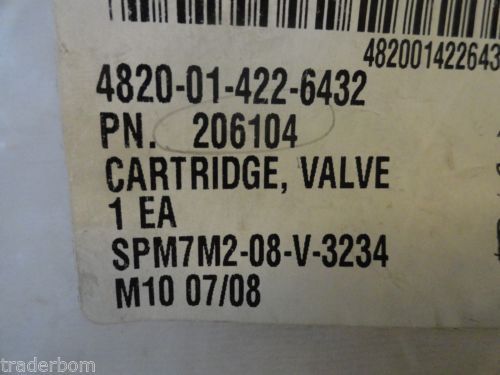 4820014226432
4820-01-422-6432
PN. 206104
CARTRIDGE, VALVE
1 EA
SPM7M2-08-V-3234
M10 07/08
traderbom